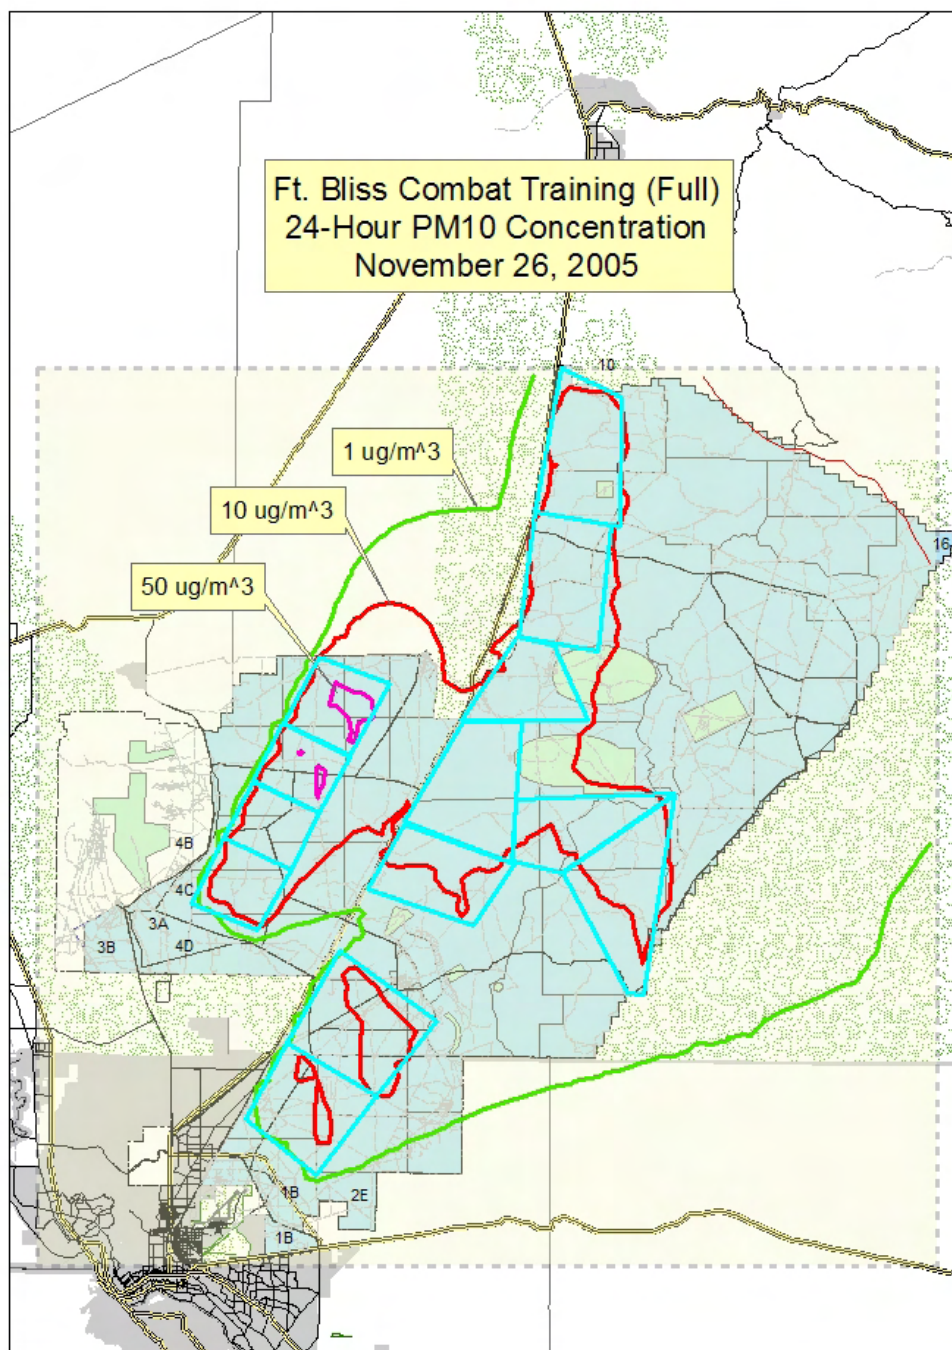 Ft. Bliss Combat Training (Full)
24-Hour PM10 Concentration
November 26, 2005
10
1 ug/m^3
10 ug/m^3
16
50 ug/m^3
4B
4C
3A
3B
4D
1B
2E
1B